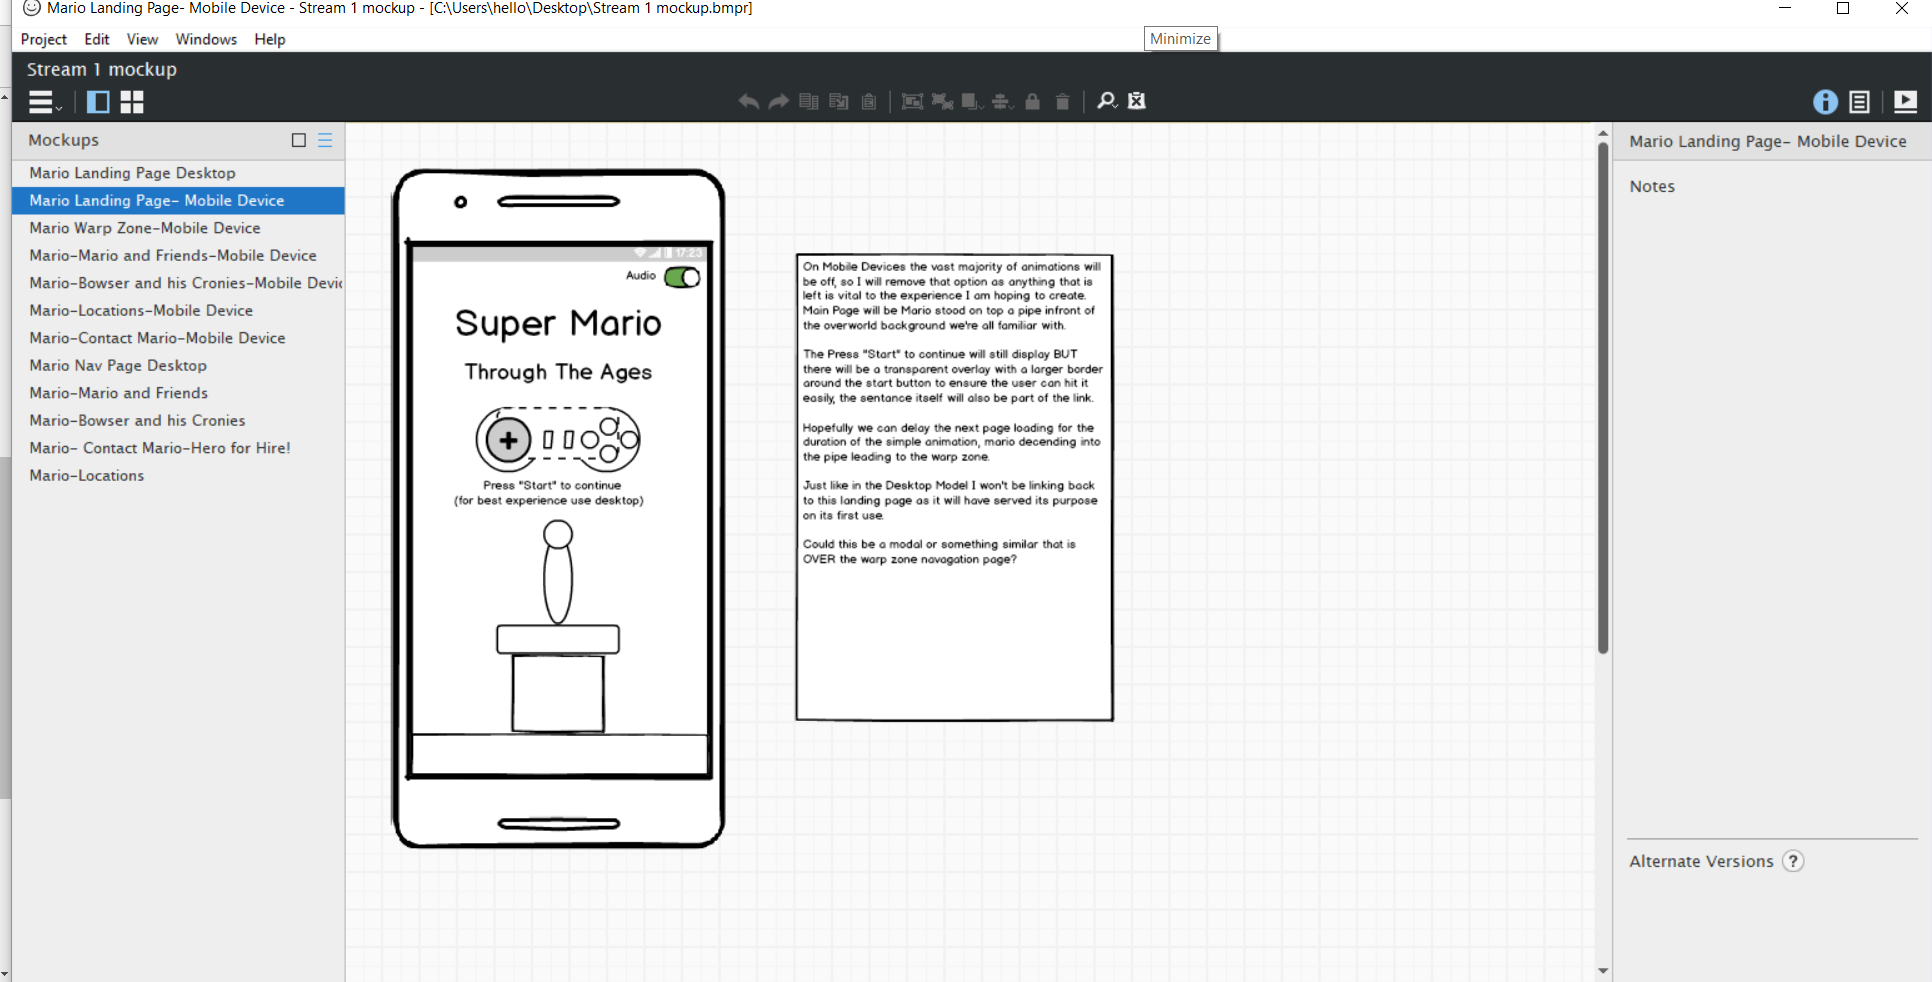 Mario Landing Page- Mobile Device - Stream 1 mockup - [C:\Users\hello\Desktop\Stream 1 mockup.bmpr]
Project Edit View Windows Help
Minimize
Stream 1 mockup
Mockups
Mario Landing Page Desktop
Mario Landing Page- Mobile Device
Mario Warp Zone-Mobile Device
Mario-Mario and Friends-Mobile Device
Mario-Bowser and his Cronies-Mobile Devic
Mario-Locations-Mobile Device
Mario-Contact Mario-Mobile Device
Mario Nav Page Desktop
Mario-Mario and Friends
Mario-Bowser and his Cronies
Mario- Contact Mario-Hero for Hire!
Mario-Locations
17:23
Audio
Super Mario
Through The Ages
Press "Start" to continue
(for best experience use desktop)
On Mobile Devices the vast majority of animations will
be off, so I will remove that option as anything that is
left is vital to the experience I am hoping to create.
Main Page will be Mario stood on top a pipe infront of
the overworld background we're all familiar with.
The Press "Start" to continue will still display BUT
there will be a transparent overlay with a larger border
around the start button to ensure the user can hit it
easily, the sentence itself will also be part of the link.
Hopefully we can delay the next page loading for the
duration of the simple animation, mario decending into
the pipe leading to the warp zone.
Just like in the Desktop Model I won't be linking back
to this landing page as it will have served its purpose
on its first use.
Could this be a modal or something similar that is
OVER the warp zone navagation page?
Mario Landing Page- Mobile Device
Notes
Alternate Versions ?